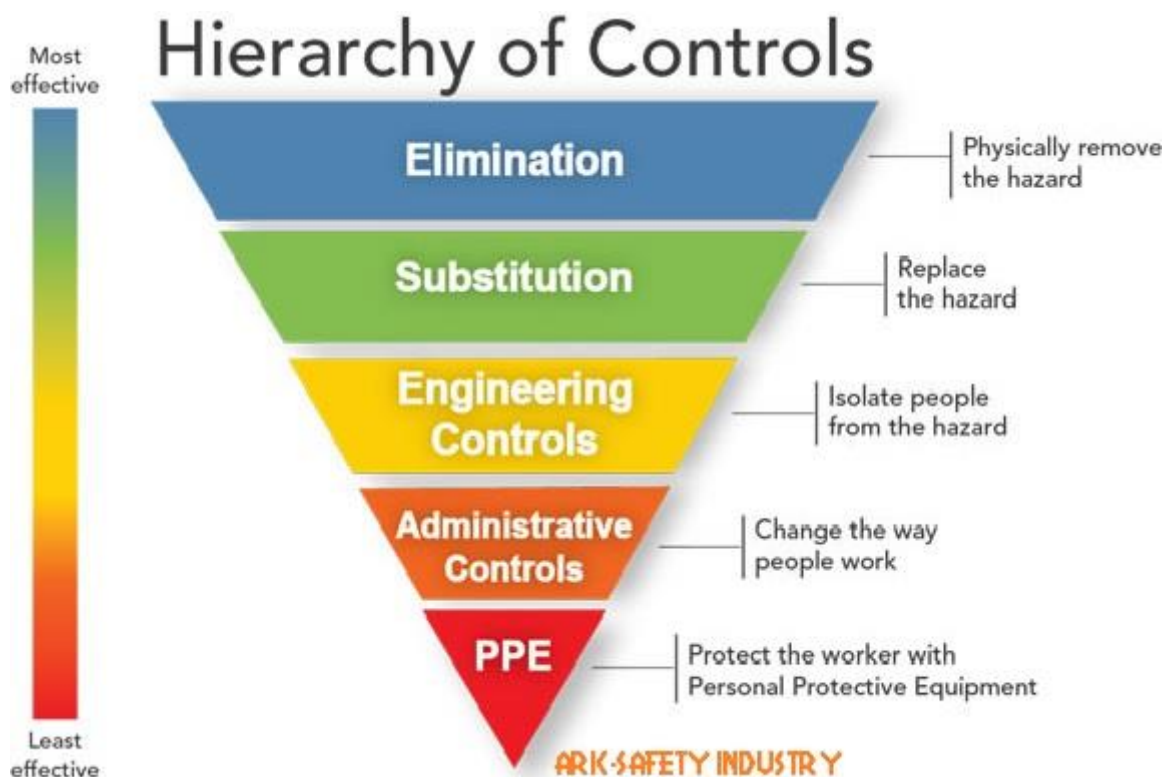 Hierarchy of Controls
Most
effective
Elimination
Physically remove
the hazard
Substitution
Replace
the hazard
Engineering
Controls
Isolate people
from the hazard
Administrative
Controls
Change the way
people work
PPE
Protect the worker with
Personal Protective Equipment
Least
effective
ARK-SAFETY INDUSTRY